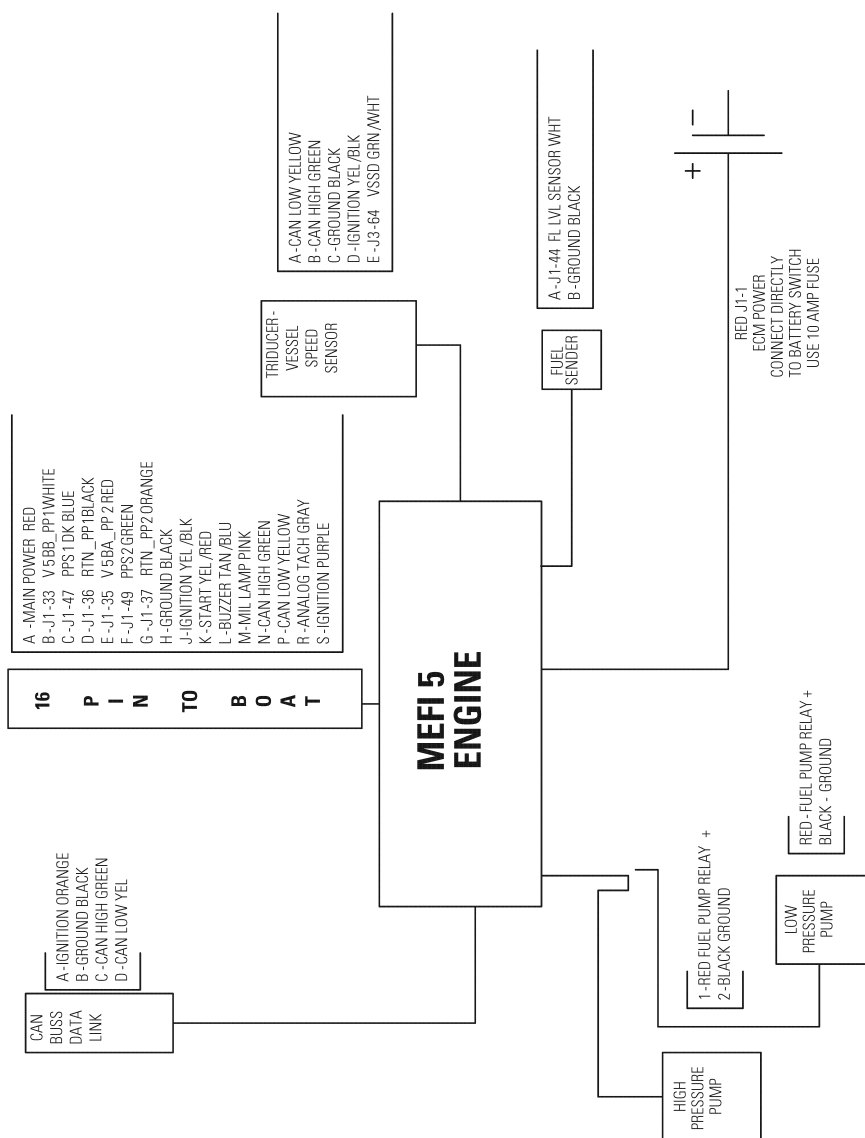 CAN
BUSS
DATA
LINK
A-IGNITION ORANGE
B-GROUND BLACK
C-CAN HIGH GREEN
D-CAN LOW YEL
16
P
I
N
TO
B
O
A
T
A -MAIN POWER RED
B-J1-33 V5BB_PP1WHITE
C-J1-47 PPS1 DK BLUE
D-J1-36 RTN_PP1BLACK
E-J1-35 V5BA_PP2 RED
F-J1-49 PPS2 GREEN
G-J1-37 RTN_PP2 ORANGE
H-GROUND BLACK
J-IGNITION YEL/BLK
K-START YEL/RED
L-BUZZER TAN/BLU
M-MIL LAMP PINK
N-CAN HIGH GREEN
P-CAN LOW YELLOW
R-ANALOG TACH GRAY
S-IGNITION PURPLE
TRIDUCER-
VESSEL
SPEED
SENSOR
A-CAN LOW YELLOW
B-CAN HIGH GREEN
C-GROUND BLACK
D-IGNITION YEL/BLK
E-J3-64 VSSD GRN/WHT
MEFI 5
ENGINE
FUEL
SENDER
A-J1-44 FL LVL SENSOR WHT
B-GROUND BLACK
HIGH
PRESSURE
PUMP
1-RED FUEL PUMP RELAY +
2-BLACK GROUND
LOW
PRESSURE
PUMP
RED-FUEL PUMP RELAY +
BLACK - GROUND
RED J1-1
ECM POWER
CONNECT DIRECTLY
TO BATTERY SWITCH
USE 10 AMP FUSE
+ -